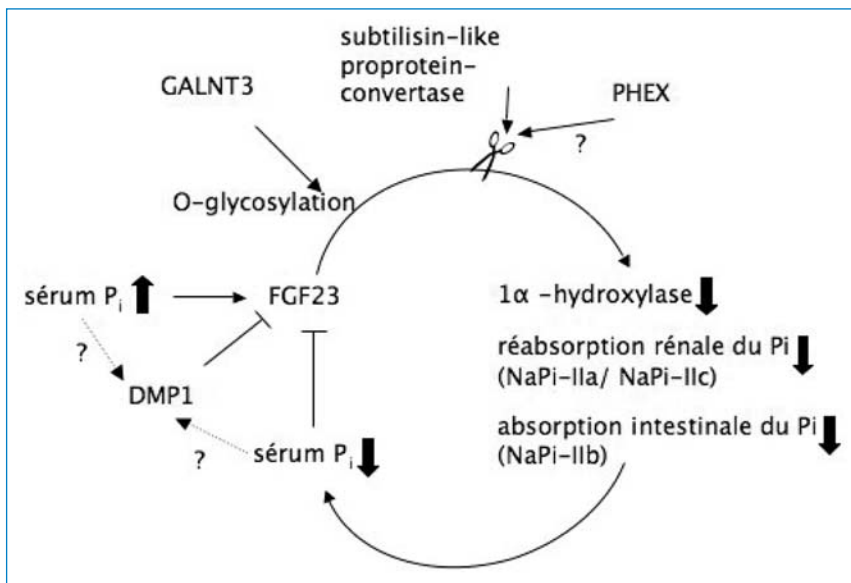 subtilisin-like
proprotein-
convertase
GALNT3
PHEX
?
O-glycosylation
sérum Pi
FGF23
1α -hydroxylase
?
réabsorption rénale du Pi
(NaPi-IIa/ NaPi-IIc)
DMP1
absorption intestinale du Pi
(NaPi-IIb)
?
sérum Pi